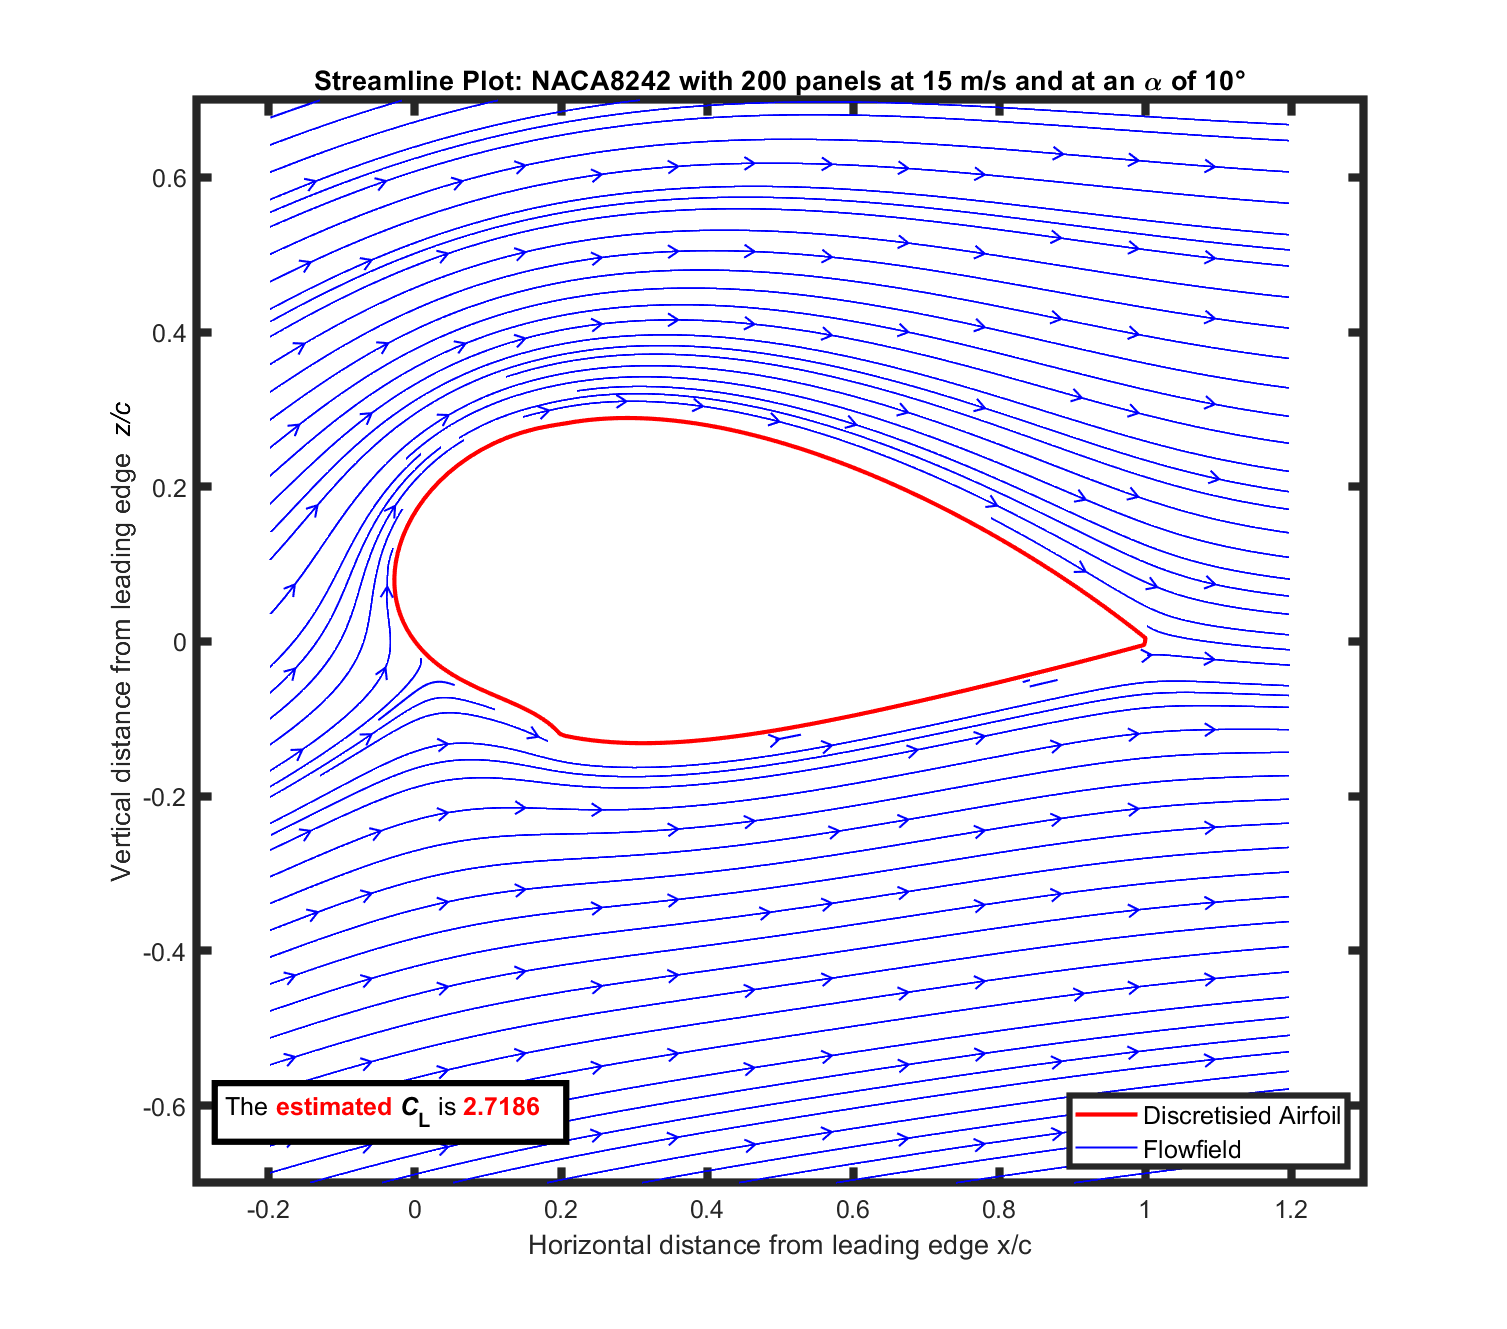 Streamline Plot: NACA8242 with 200 panels at 15 m/s and at an α of 10°
Vertical distance from leading edge z/c
0.6
0.4
0.2
0
-0.2
-0.4
-0.6
The estimated CL is 2.7186
Discretisied Airfoil
Flowfield
-0.2 0 0.2 0.4 0.6 0.8 1 1.2
Horizontal distance from leading edge x/c